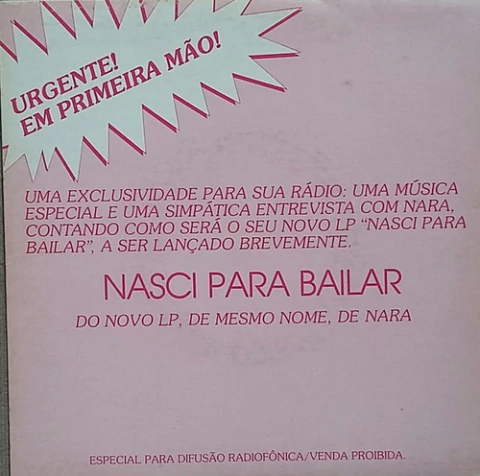 URGENTE!
EM PRIMEIRA MÃO!
UMA EXCLUSIVIDADE PARA SUA RÁDIO: UMA MÚSICA
ESPECIAL E UMA SIMPÁTICA ENTREVISTA COM NARA,
CONTANDO COMO SERÁ O SEU NOVO LP "NASCI PARA
BAILAR", A SER LANÇADO BREVEMENTE.
NASCI PARA BAILAR
DO NOVO LP, DE MESMO NOME, DE NARA
ESPECIAL PARA DIFUSÃO RADIOFÔNICA/VENDA PROIBIDA.